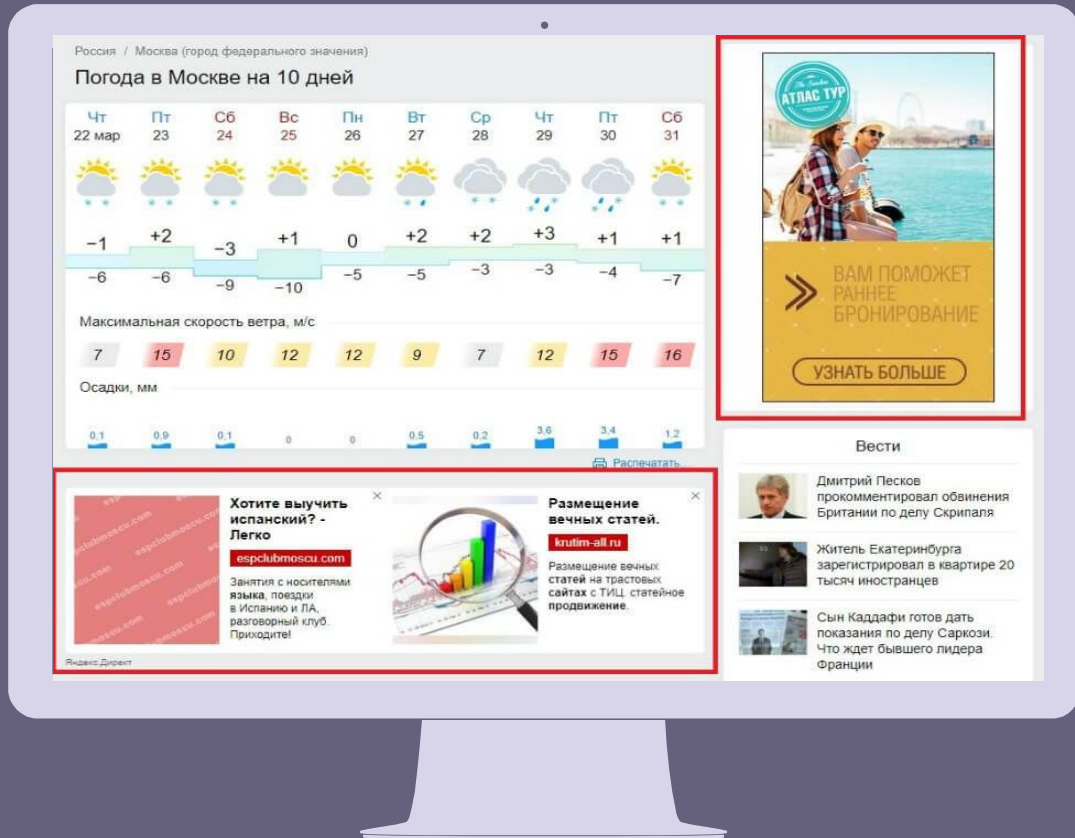 Россия / Москва (город федерального значения)
Погода в Москве на 10 дней
Чт Пт Сб Вс Пн Вт Ср Чт Пт Сб
22 мар 23 24 25 26 27 28 29 30 31
−1 +2 −3 +1 0 +2 +2 +3 +1 +1
−6 −6 −9 −10 −5 −5 −3 −3 −4 −7
Максимальная скорость ветра, м/с
7 15 10 12 12 9 7 12 15 16
Осадки, мм
0,1 0,9 0,1 0 0 0,5 0,2 3,6 3,4 1,2
Распечатать
espclubmoscu.com
Хотите выучить
испанский? -
Легко
espclubmoscu.com
Занятия с носителями
языка, поездки
в Испанию и ЛА,
разговорный клуб.
Приходите!
Размещение
вечных статей.
krutim-all.ru
Размещение вечных
статей на трастовых
сайтах с ТИЦ. статейное
продвижение.
Яндекс.Директ
АТЛАС ТУР
ВАМ ПОМОЖЕТ
РАННЕЕ
БРОНИРОВАНИЕ
УЗНАТЬ БОЛЬШЕ
Вести
Дмитрий Песков
прокомментировал обвинения
Британии по делу Скрипаля
Житель Екатеринбурга
зарегистрировал в квартире 20
тысяч иностранцев
Сын Каддафи готов дать
показания по делу Саркози.
Что ждет бывшего лидера
Франции